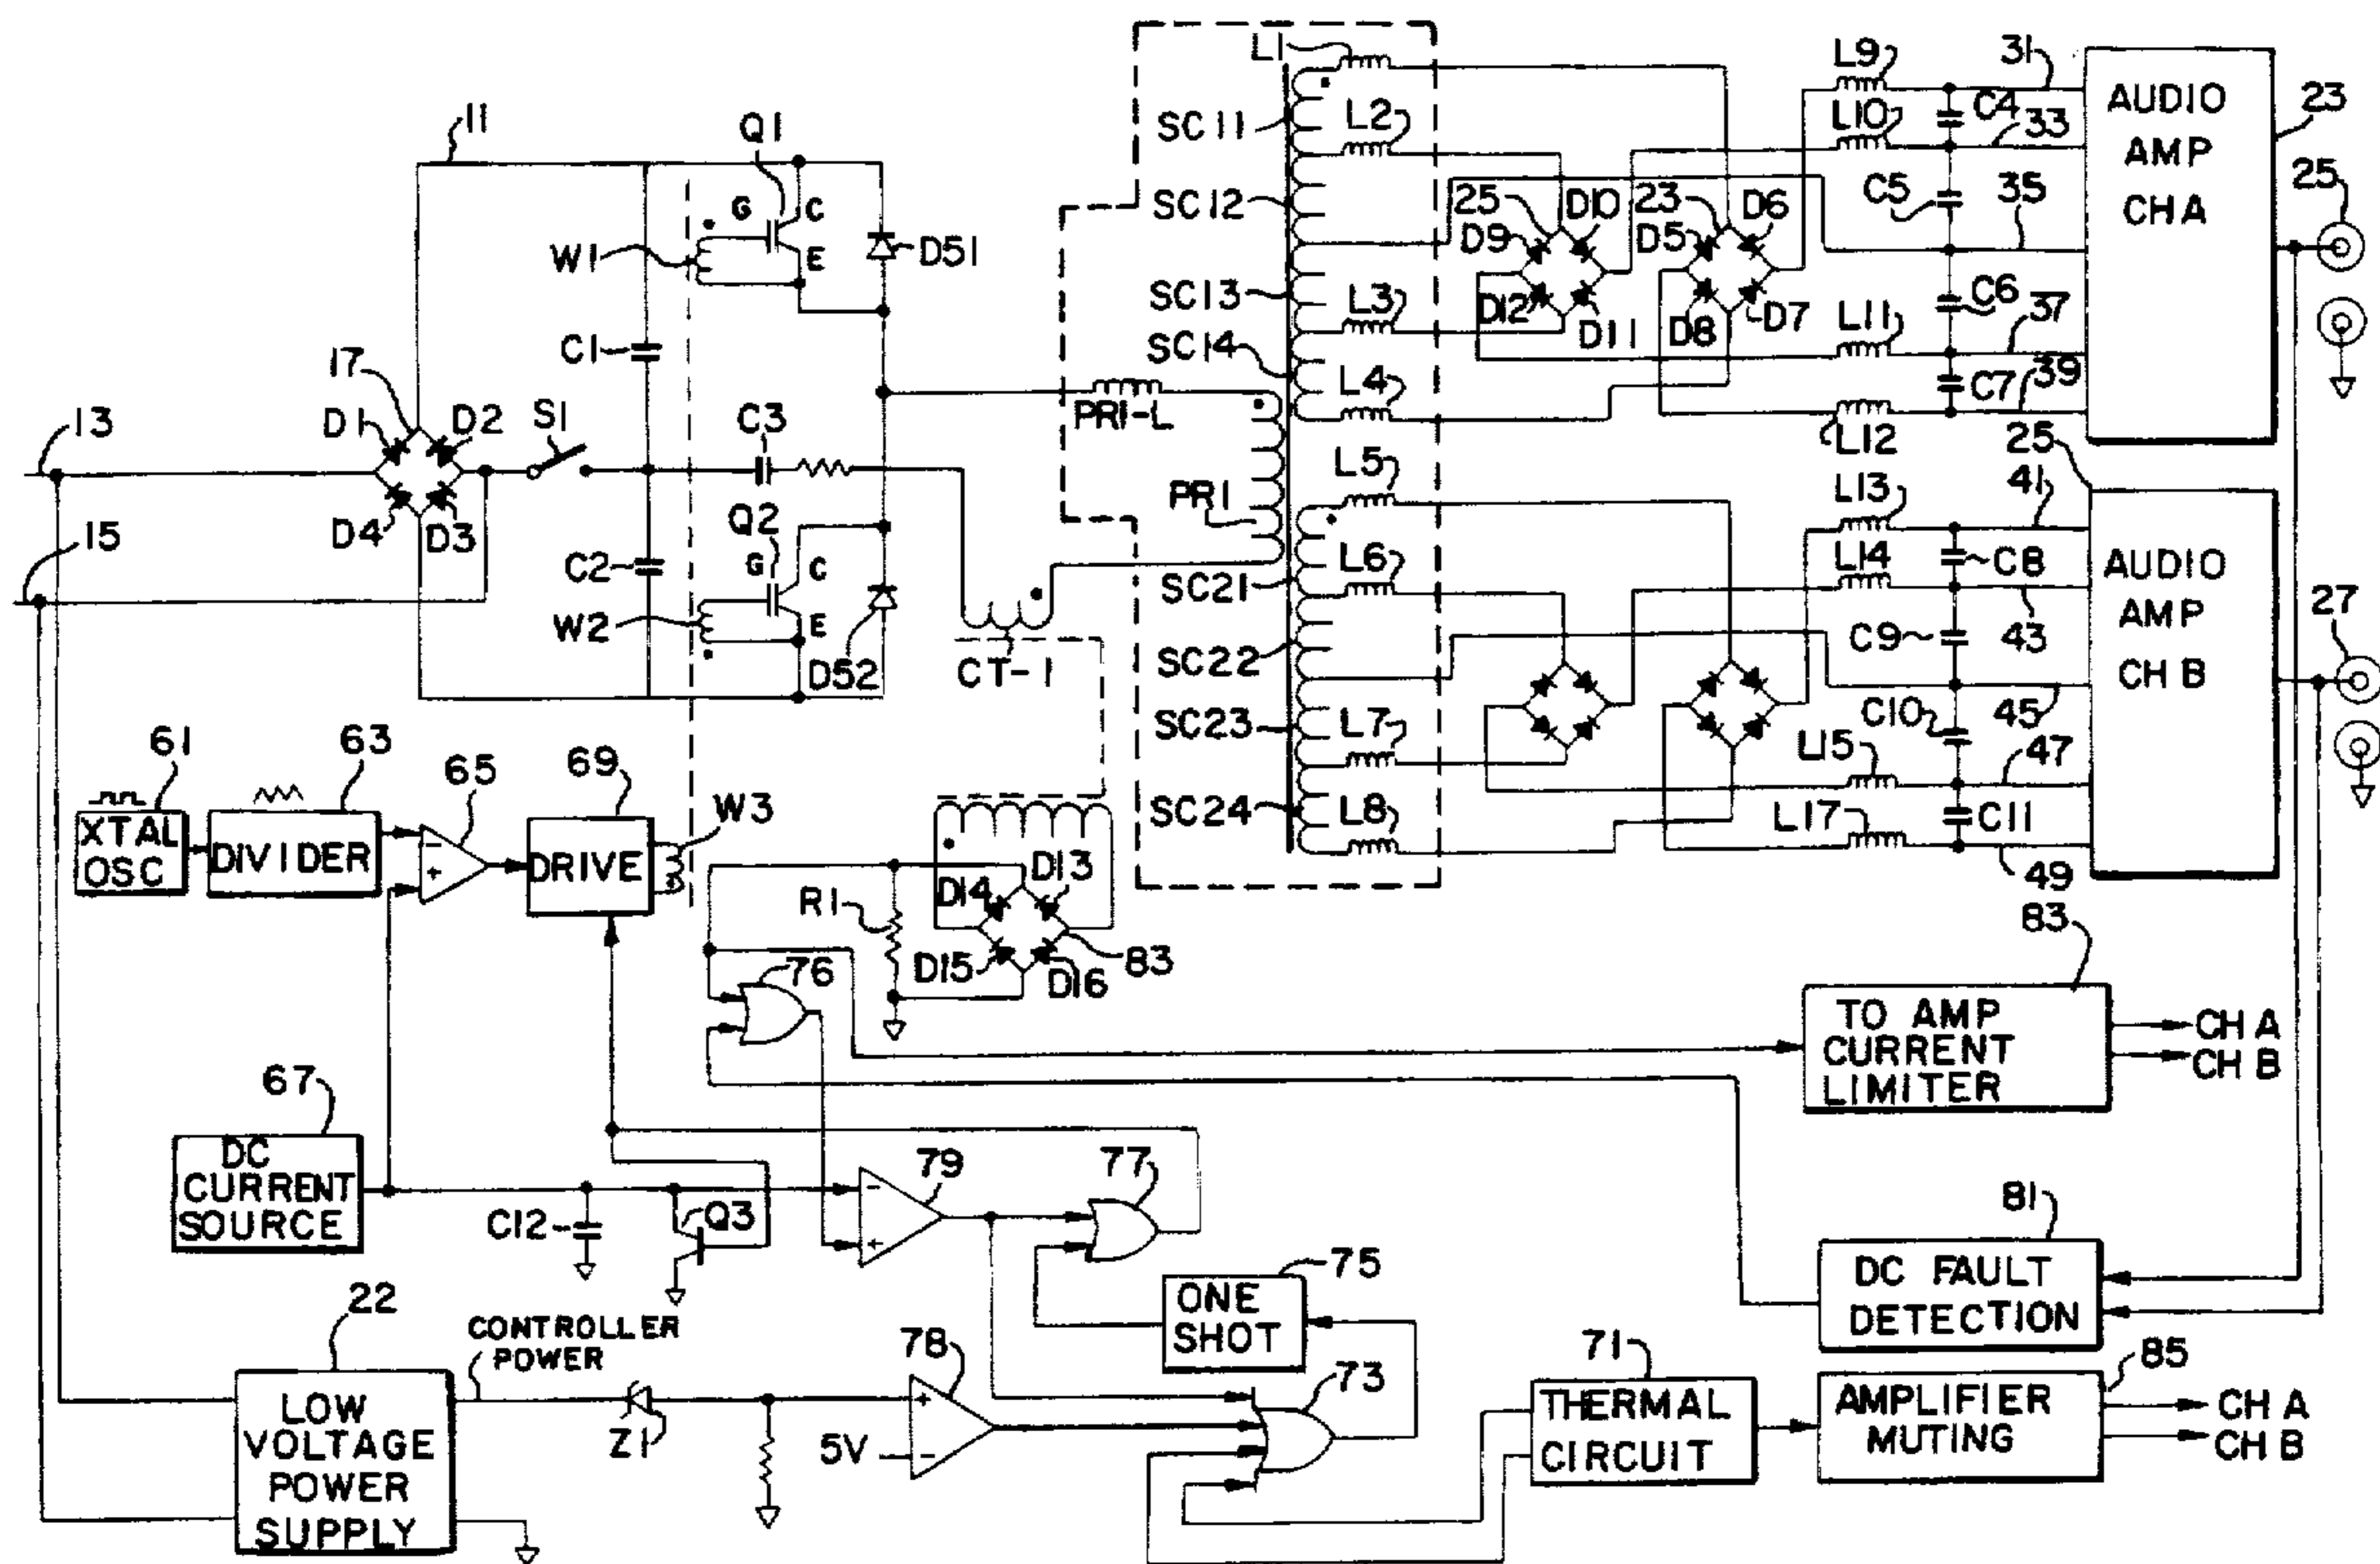 L1
L9
31
23
11
Q1
SC11
L2
L10
C4
33
AUDIO
AMP
CH A
25
G
C
W1
E
D51
SC12
25
D10
23
D6
C5
35
D9
D5
SC13
L3
D12
D11
D8
D7
L11
C6
37
17
C1
SC14
L4
C7
39
D1
D2
S1
C3
PR1-L
L12
25
13
L5
L13
41
Q2
PR1
D4
D3
G
C
15
C2
SC21
L6
L14
C8
AUDIO
AMP
CH B
27
W2
E
D52
CT-1
SC22
C9
43
61
63
65
69
W3
SC23
L7
C10
45
L15
47
XTAL
OSC
DIVIDER
-
+
DRIVE
SC24
L8
L17
C11
49
D14
D13
R1
D15
D16
83
83
76
TO AMP
CURRENT
LIMITER
CH A
CH B
67
DC
CURRENT
SOURCE
79
77
81
C12
Q3
-
+
DC FAULT
DETECTION
75
ONE
SHOT
22
CONTROLLER
POWER
78
73
71
85
LOW
VOLTAGE
POWER
SUPPLY
Z1
+
5V
-
THERMAL
CIRCUIT
AMPLIFIER
MUTING
CH A
CH B